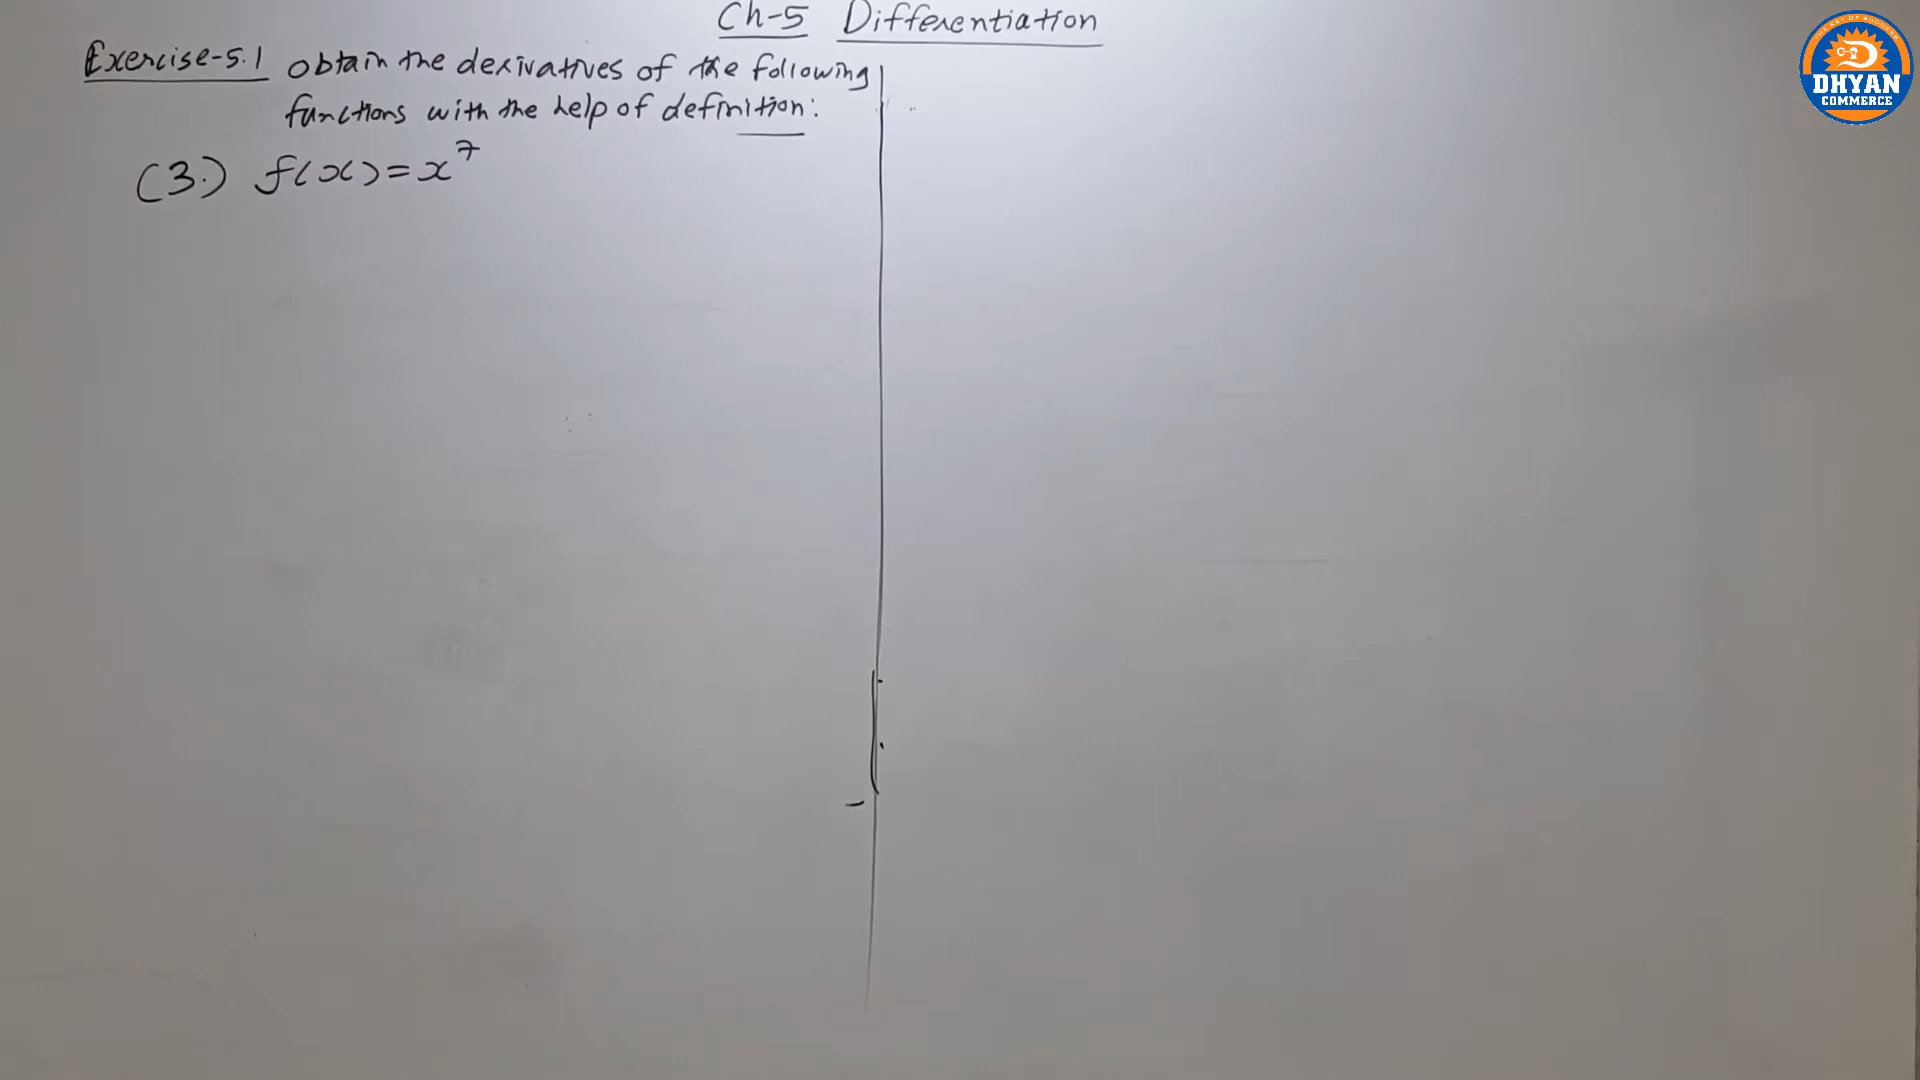 Ch-5 Differentiation
Exercise-5.1 obtain the derivatives of the following
functions with the help of definition:
(3.) f(x)=x⁷
DHYAN
COMMERCE